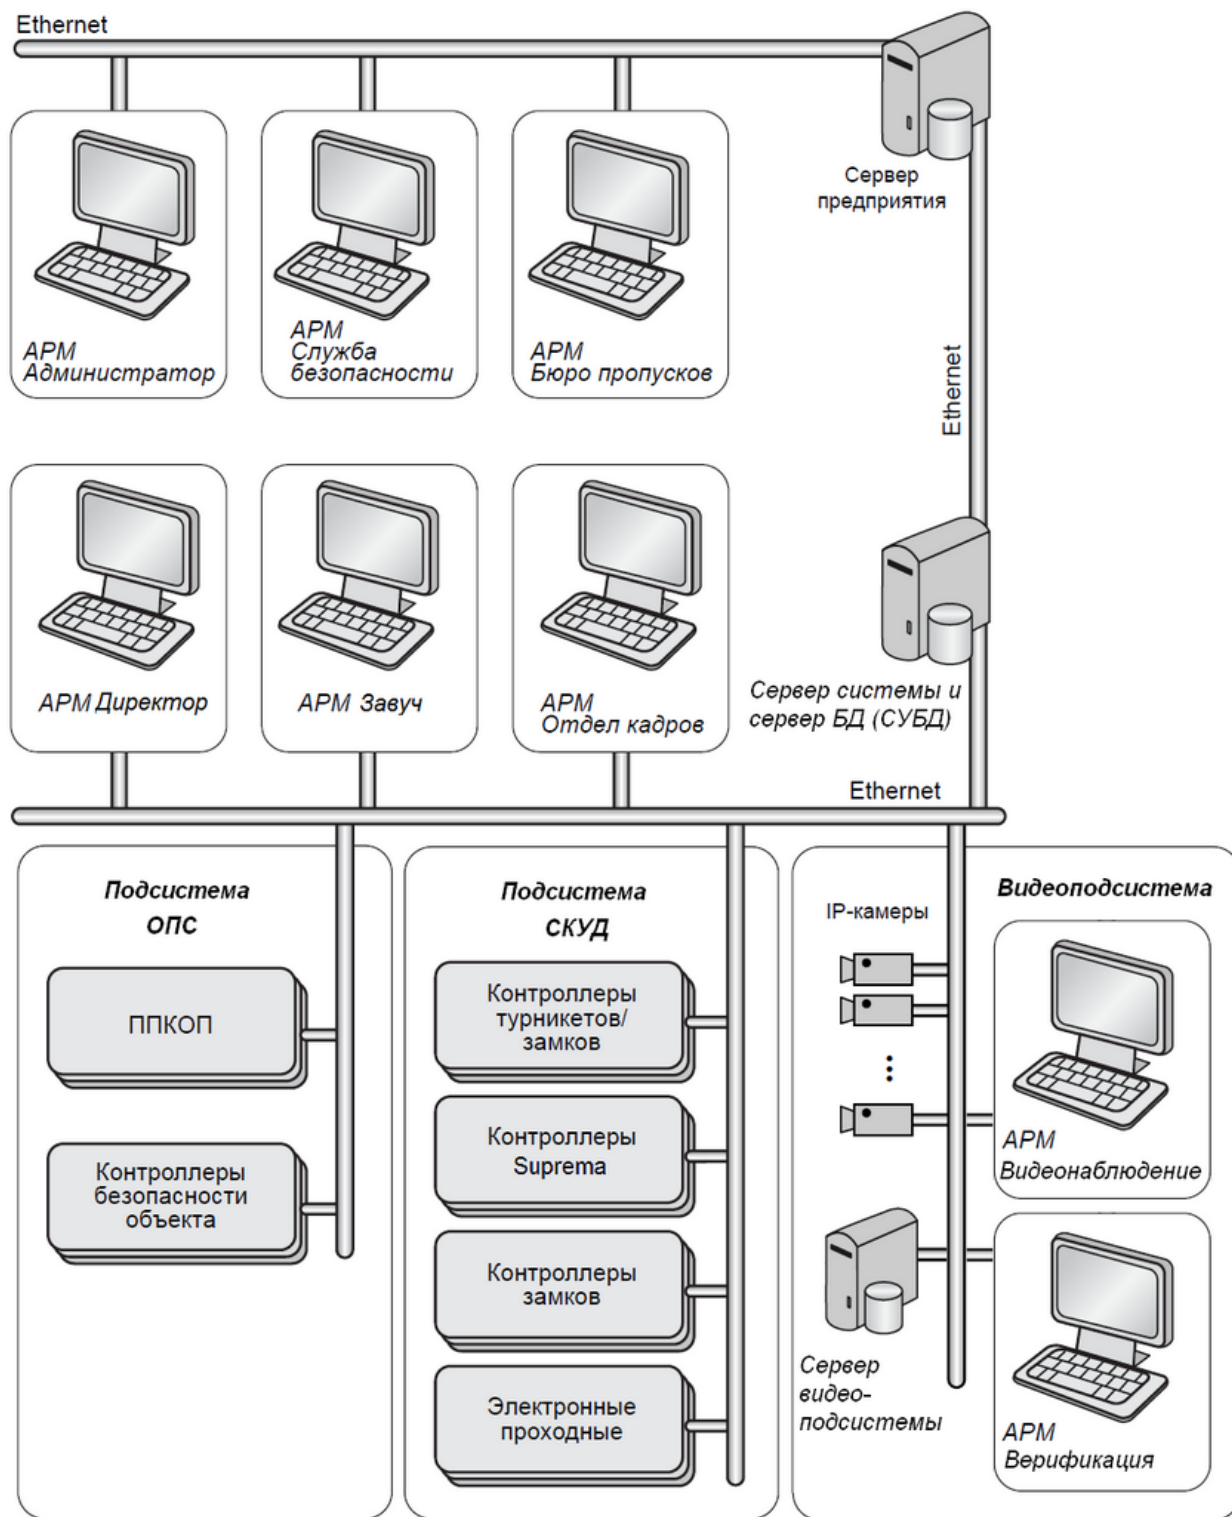 Ethernet
Сервер
предприятия
АРМ
Администратор
АРМ
Служба
безопасности
АРМ
Бюро пропусков
Ethernet
АРМ Директор
АРМ Завуч
АРМ
Отдел кадров
Сервер системы и
сервер БД (СУБД)
Ethernet
Подсистема
ОПС
ППКОП
Контроллеры
безопасности
объекта
Подсистема
СКУД
Контроллеры
турникетов/
замков
Контроллеры
Suprema
Контроллеры
замков
Электронные
проходные
Видеоподсистема
IP-камеры
АРМ
Видеонаблюдение
Сервер
видео-
подсистемы
АРМ
Верификация